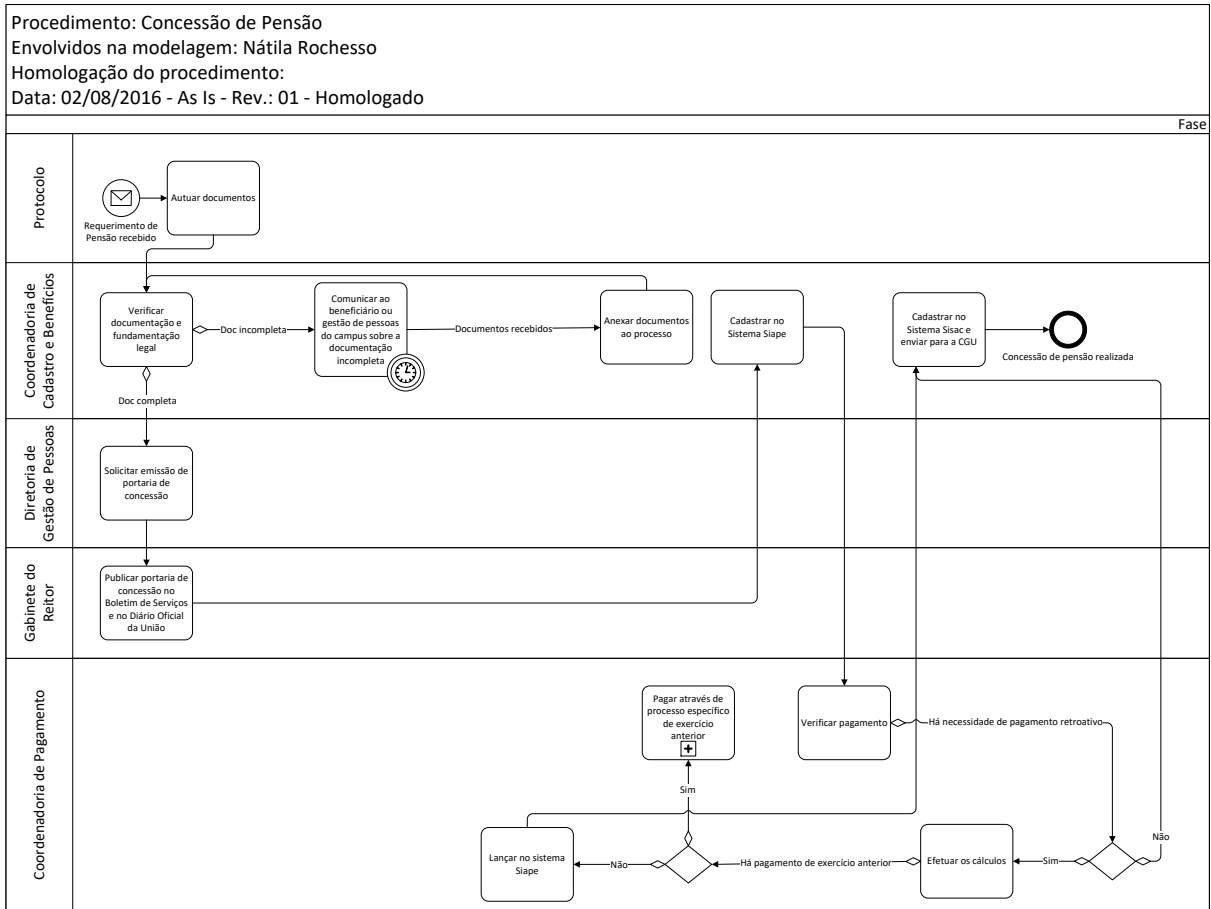 Procedimento: Concessão de Pensão
Envolvidos na modelagem: Nátila Rochesso
Homologação do procedimento:
Data: 02/08/2016 - As Is - Rev.: 01 - Homologado
Fase
Protocolo
Requerimento de
Pensão recebido
Autuar documentos
Coordenadoria de
Cadastro e Benefícios
Verificar
documentação e
fundamentação
legal
Doc incompleta
Comunicar ao
beneficiário ou
gestão de pessoas
do campus sobre a
documentação
incompleta
Documentos recebidos
Anexar documentos
ao processo
Cadastrar no
Sistema Siape
Cadastrar no
Sistema Sisac e
enviar para a CGU
Concessão de pensão realizada
Doc completa
Diretoria de
Gestão de Pessoas
Solicitar emissão de
portaria de
concessão
Gabinete do
Reitor
Publicar portaria de
concessão no
Boletim de Serviços
e no Diário Oficial
da União
Coordenadoria de Pagamento
Pagar através de
processo específico
de exercício
anterior
Verificar pagamento
Há necessidade de pagamento retroativo
Sim
Não
Lançar no sistema
Siape
Não
Há pagamento de exercício anterior
Efetuar os cálculos
Sim